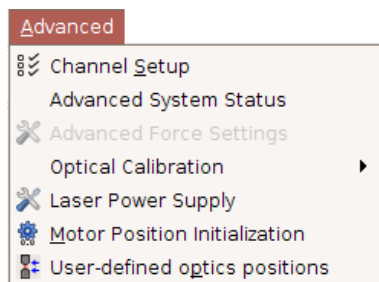 Advanced
Channel Setup
Advanced System Status
Advanced Force Settings
Optical Calibration
Laser Power Supply
Motor Position Initialization
User-defined optics positions